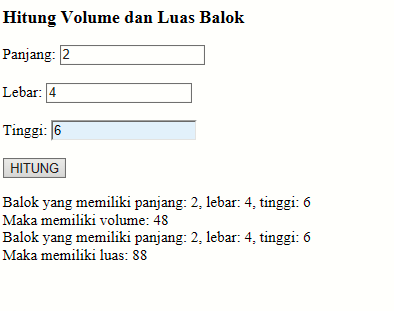 Hitung Volume dan Luas Balok
Panjang: 2
Lebar: 4
Tinggi: 6
HITUNG
Balok yang memiliki panjang: 2, lebar: 4, tinggi: 6
Maka memiliki volume: 48
Balok yang memiliki panjang: 2, lebar: 4, tinggi: 6
Maka memiliki luas: 88